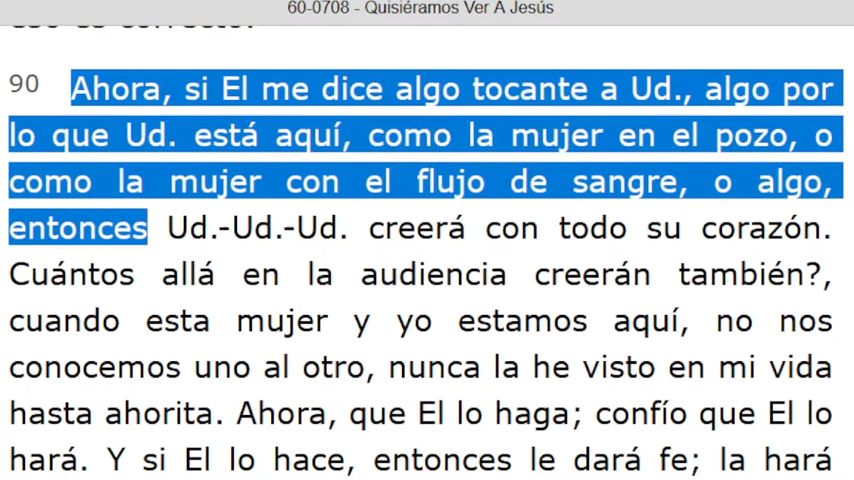 60-0708 - Quisiéramos Ver A Jesús
eso es correcto.
90 Ahora, si El me dice algo tocante a Ud., algo por
lo que Ud. está aquí, como la mujer en el pozo, o
como la mujer con el flujo de sangre, o algo,
entonces Ud.-Ud.-Ud. creerá con todo su corazón.
Cuántos allá en la audiencia creerán también?,
cuando esta mujer y yo estamos aquí, no nos
conocemos uno al otro, nunca la he visto en mi vida
hasta ahorita. Ahora, que El lo haga; confío que El lo
hará. Y si El lo hace, entonces le dará fe; la hará